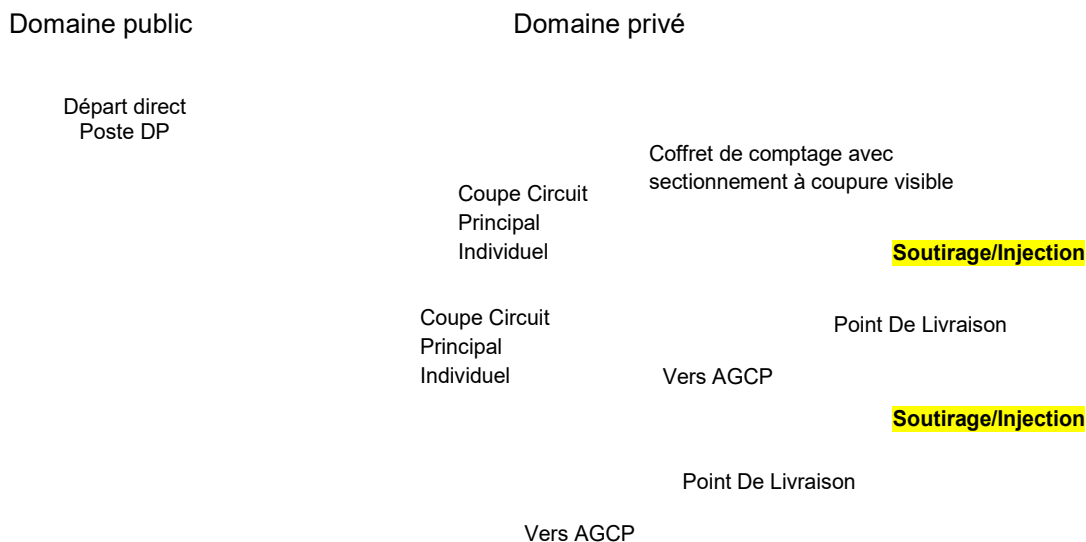 Domaine public
Domaine privé
Départ direct
Poste DP
Coffret de comptage avec
sectionnement à coupure visible
Coupe Circuit
Principal
Individuel
Soutirage/Injection
Coupe Circuit
Principal
Individuel
Point De Livraison
Vers AGCP
Soutirage/Injection
Point De Livraison
Vers AGCP